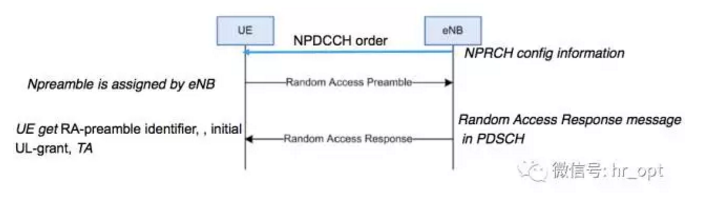 UE
eNB
NPDCCH order
NPRCH config information
Npreamble is assigned by eNB
Random Access Preamble
UE get RA-preamble identifier, , initial
UL-grant, TA
Random Access Response
Random Access Response message
in PDSCH
微信号: hr_opt